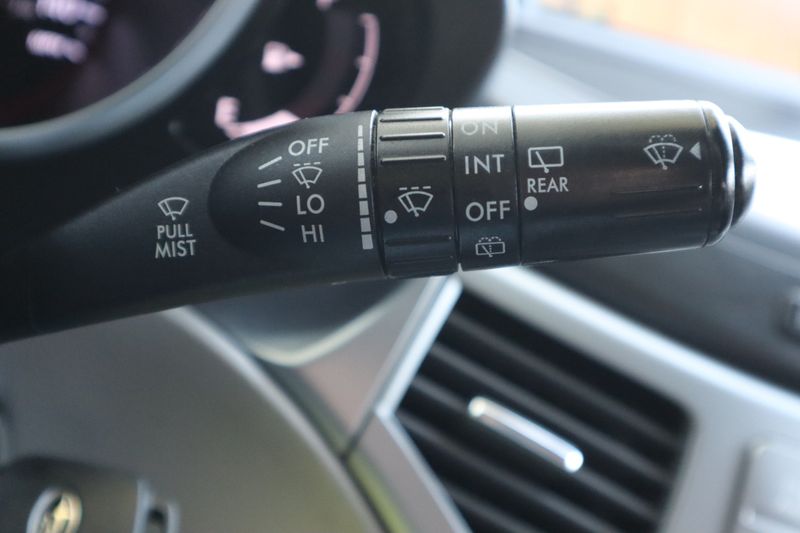 OFF
LO
HI
PULL
MIST
ON
INT
OFF
REAR
E